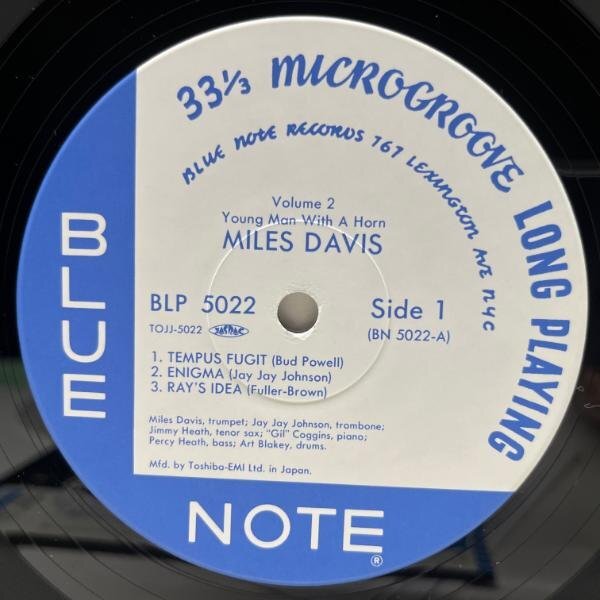 33⅓ MICROGROOVE LONG PLAYING
BLUE NOTE RECORDS 767 LEXINGTON AVE NYC
Volume 2
Young Man With A Horn
MILES DAVIS
BLP 5022 Side 1
TOJJ-5022 JASRAC (BN 5022-A)
1. TEMPUS FUGIT (Bud Powell)
2. ENIGMA (Jay Jay Johnson)
3. RAY'S IDEA (Fuller-Brown)
Miles Davis, trumpet; Jay Jay Johnson, trombone;
Jimmy Heath, tenor sax; "Gil" Coggins, piano;
Percy Heath, bass; Art Blakey, drums.
Mfd. by Toshiba-EMI Ltd. in Japan.
BLUE
NOTE®